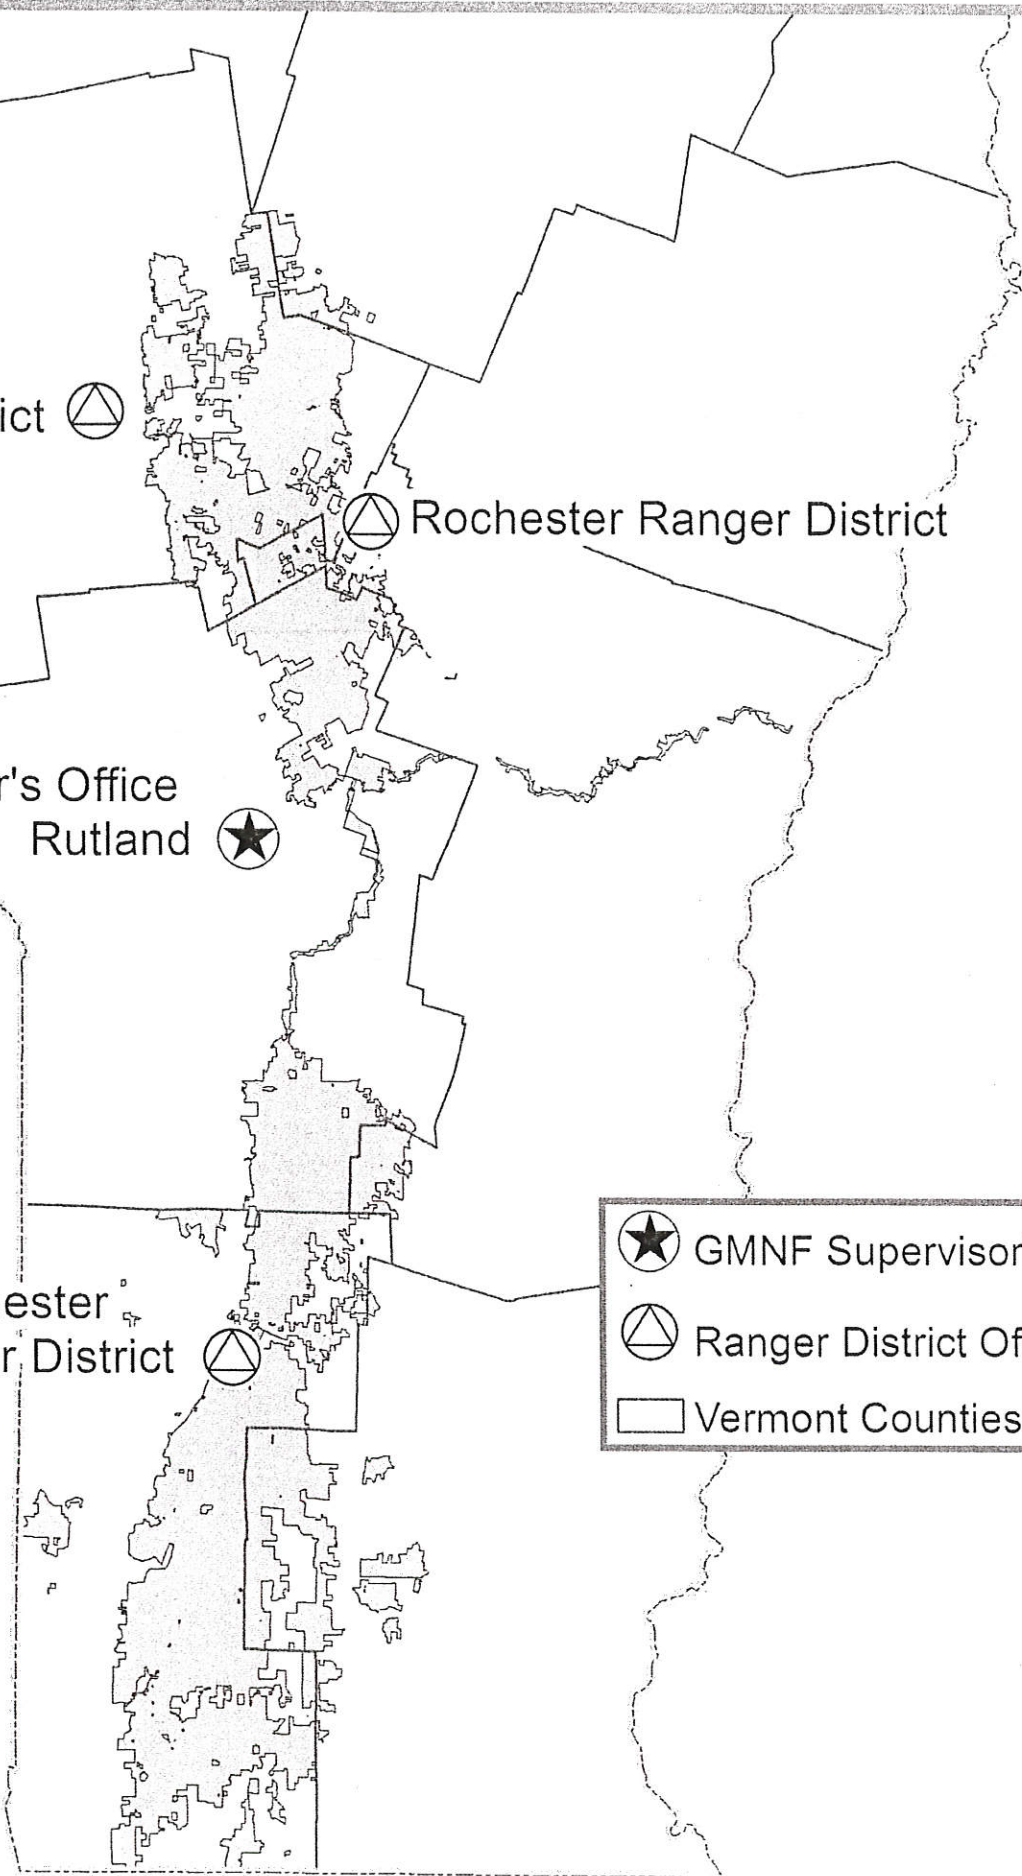 ict
Rochester Ranger District
r's Office
Rutland
ester
r District
GMNF Supervisor
Ranger District Of
Vermont Counties